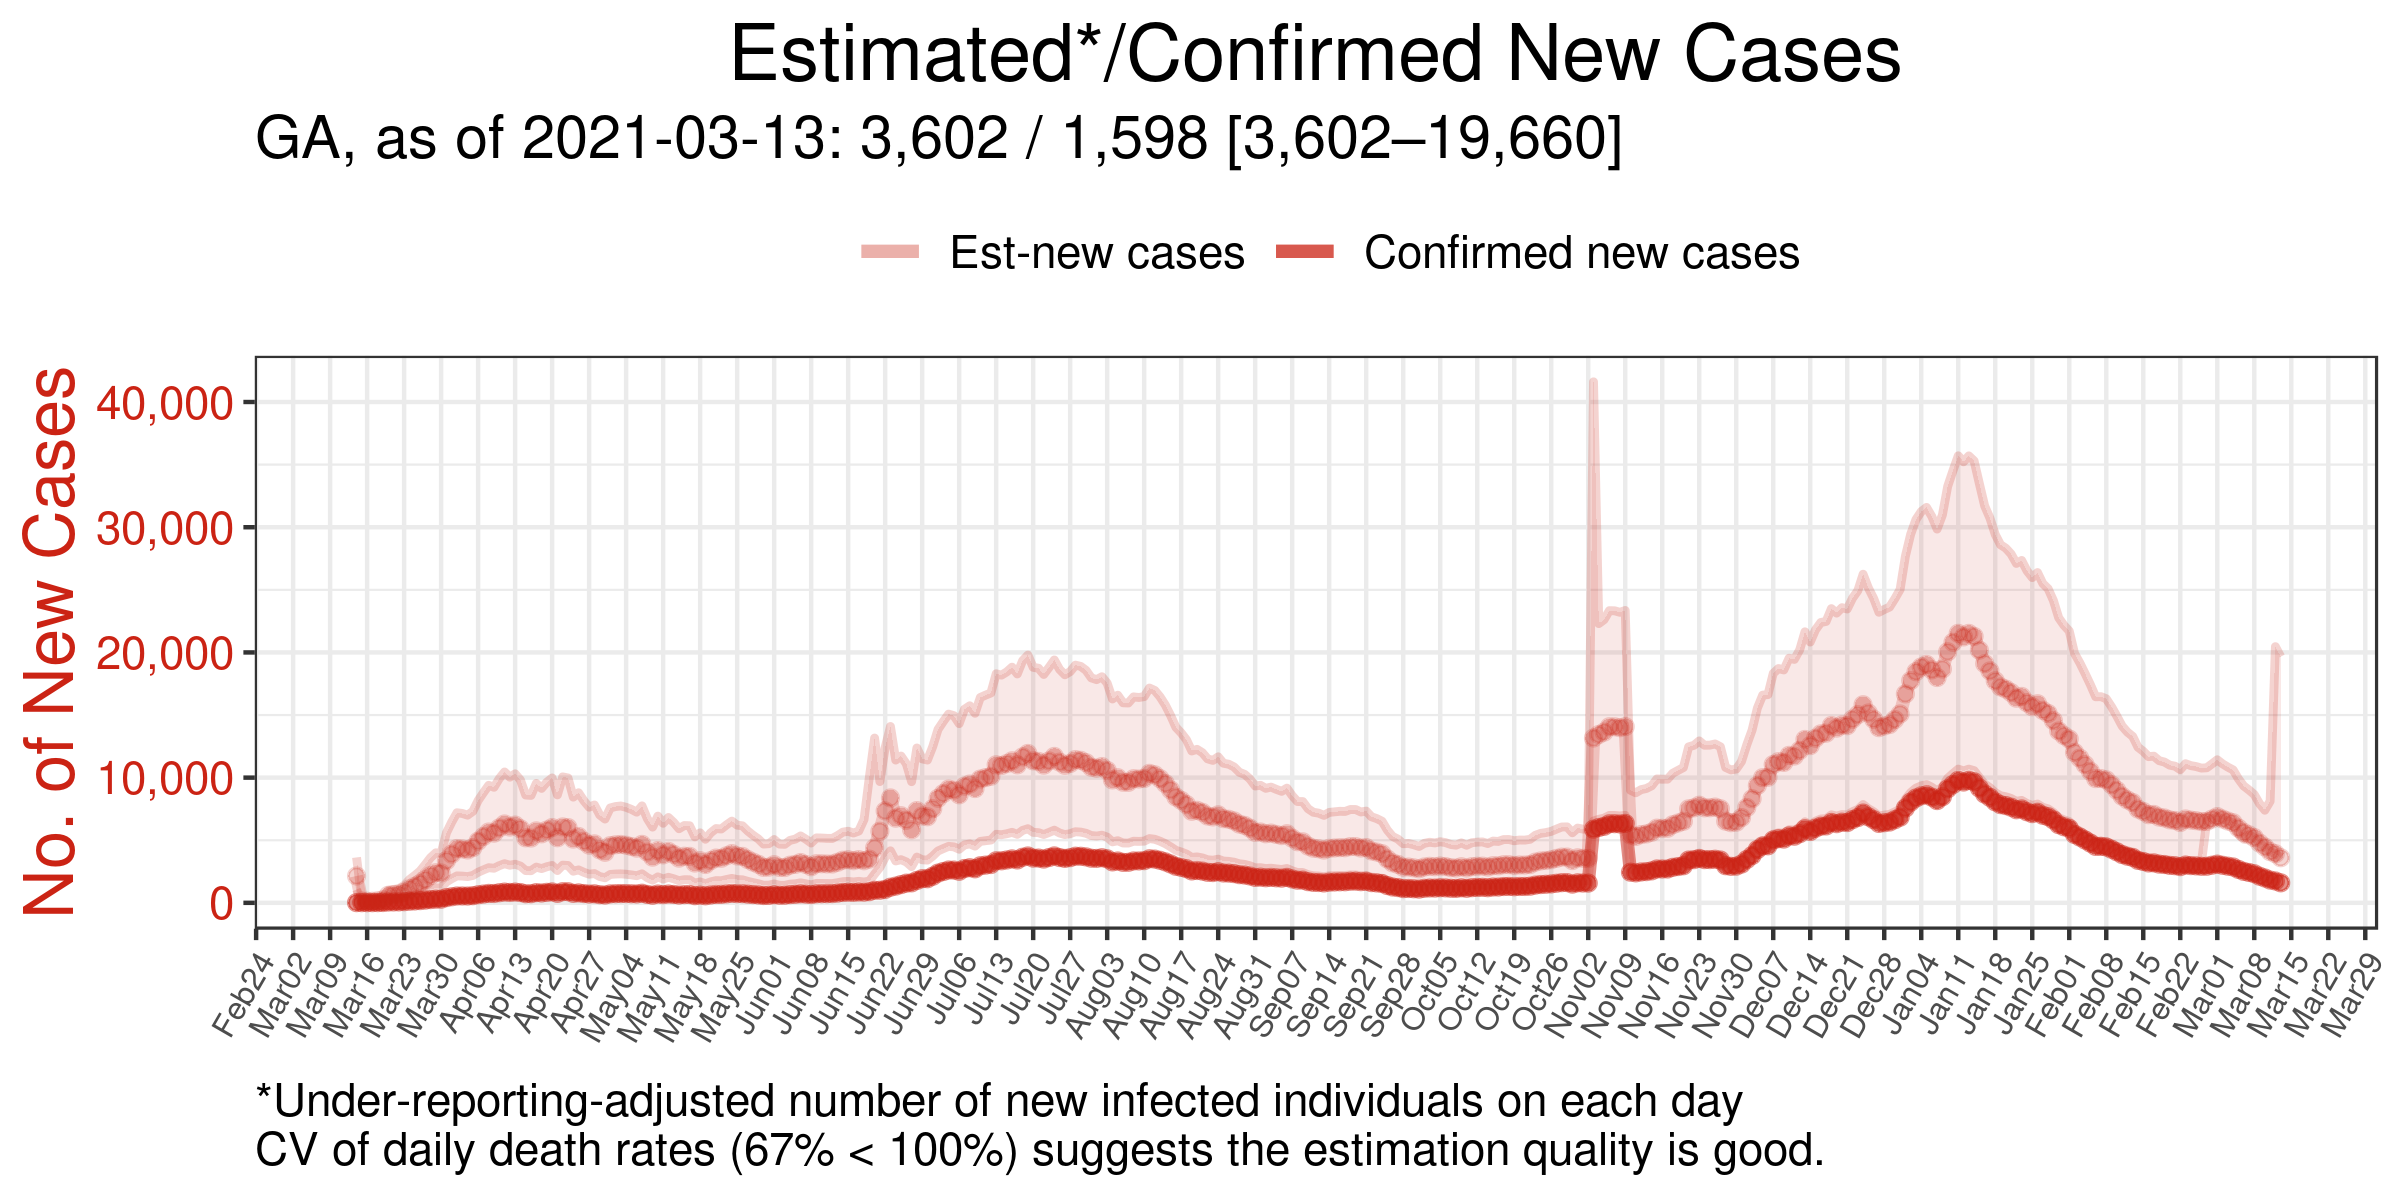 Estimated*/Confirmed New Cases
GA, as of 2021-03-13: 3,602 / 1,598 [3,602–19,660]
Est-new cases Confirmed new cases
No. of New Cases
40,000
30,000
20,000
10,000
0
Feb24 Mar02 Mar09 Mar16 Mar23 Mar30 Apr06 Apr13 Apr20 Apr27 May04 May11 May18 May25 Jun01 Jun08 Jun15 Jun22 Jun29 Jul06 Jul13 Jul20 Jul27 Aug03 Aug10 Aug17 Aug24 Aug31 Sep07 Sep14 Sep21 Sep28 Oct05 Oct12 Oct19 Oct26 Nov02 Nov09 Nov16 Nov23 Nov30 Dec07 Dec14 Dec21 Dec28 Jan04 Jan11 Jan18 Jan25 Feb01 Feb08 Feb15 Feb22 Mar01 Mar08 Mar15 Mar22 Mar29
*Under-reporting-adjusted number of new infected individuals on each day
CV of daily death rates (67% < 100%) suggests the estimation quality is good.